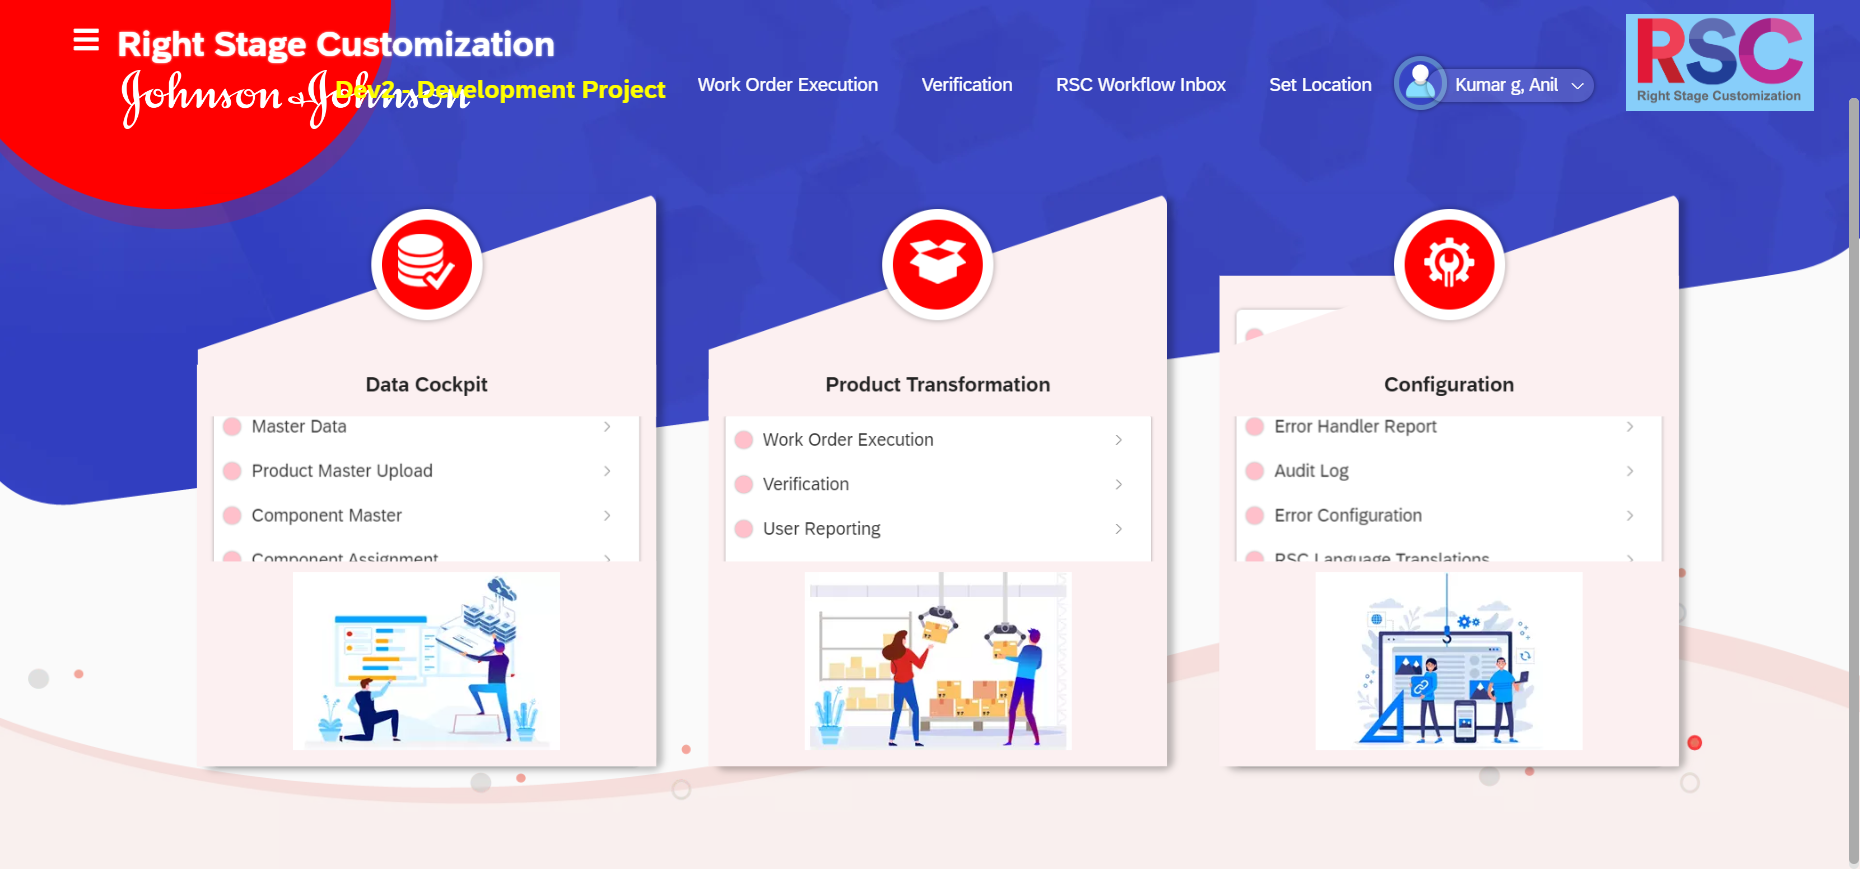 Right Stage Customization
Johnson & Johnson
Dev2 - Development Project
Work Order Execution
Verification
RSC Workflow Inbox
Set Location
Kumar g, Anil
RSC
Right Stage Customization
Data Cockpit
Master Data
Product Master Upload
Component Master
Component Assignment
Product Transformation
Work Order Execution
Verification
User Reporting
Configuration
Error Handler Report
Audit Log
Error Configuration
RSC Language Translations